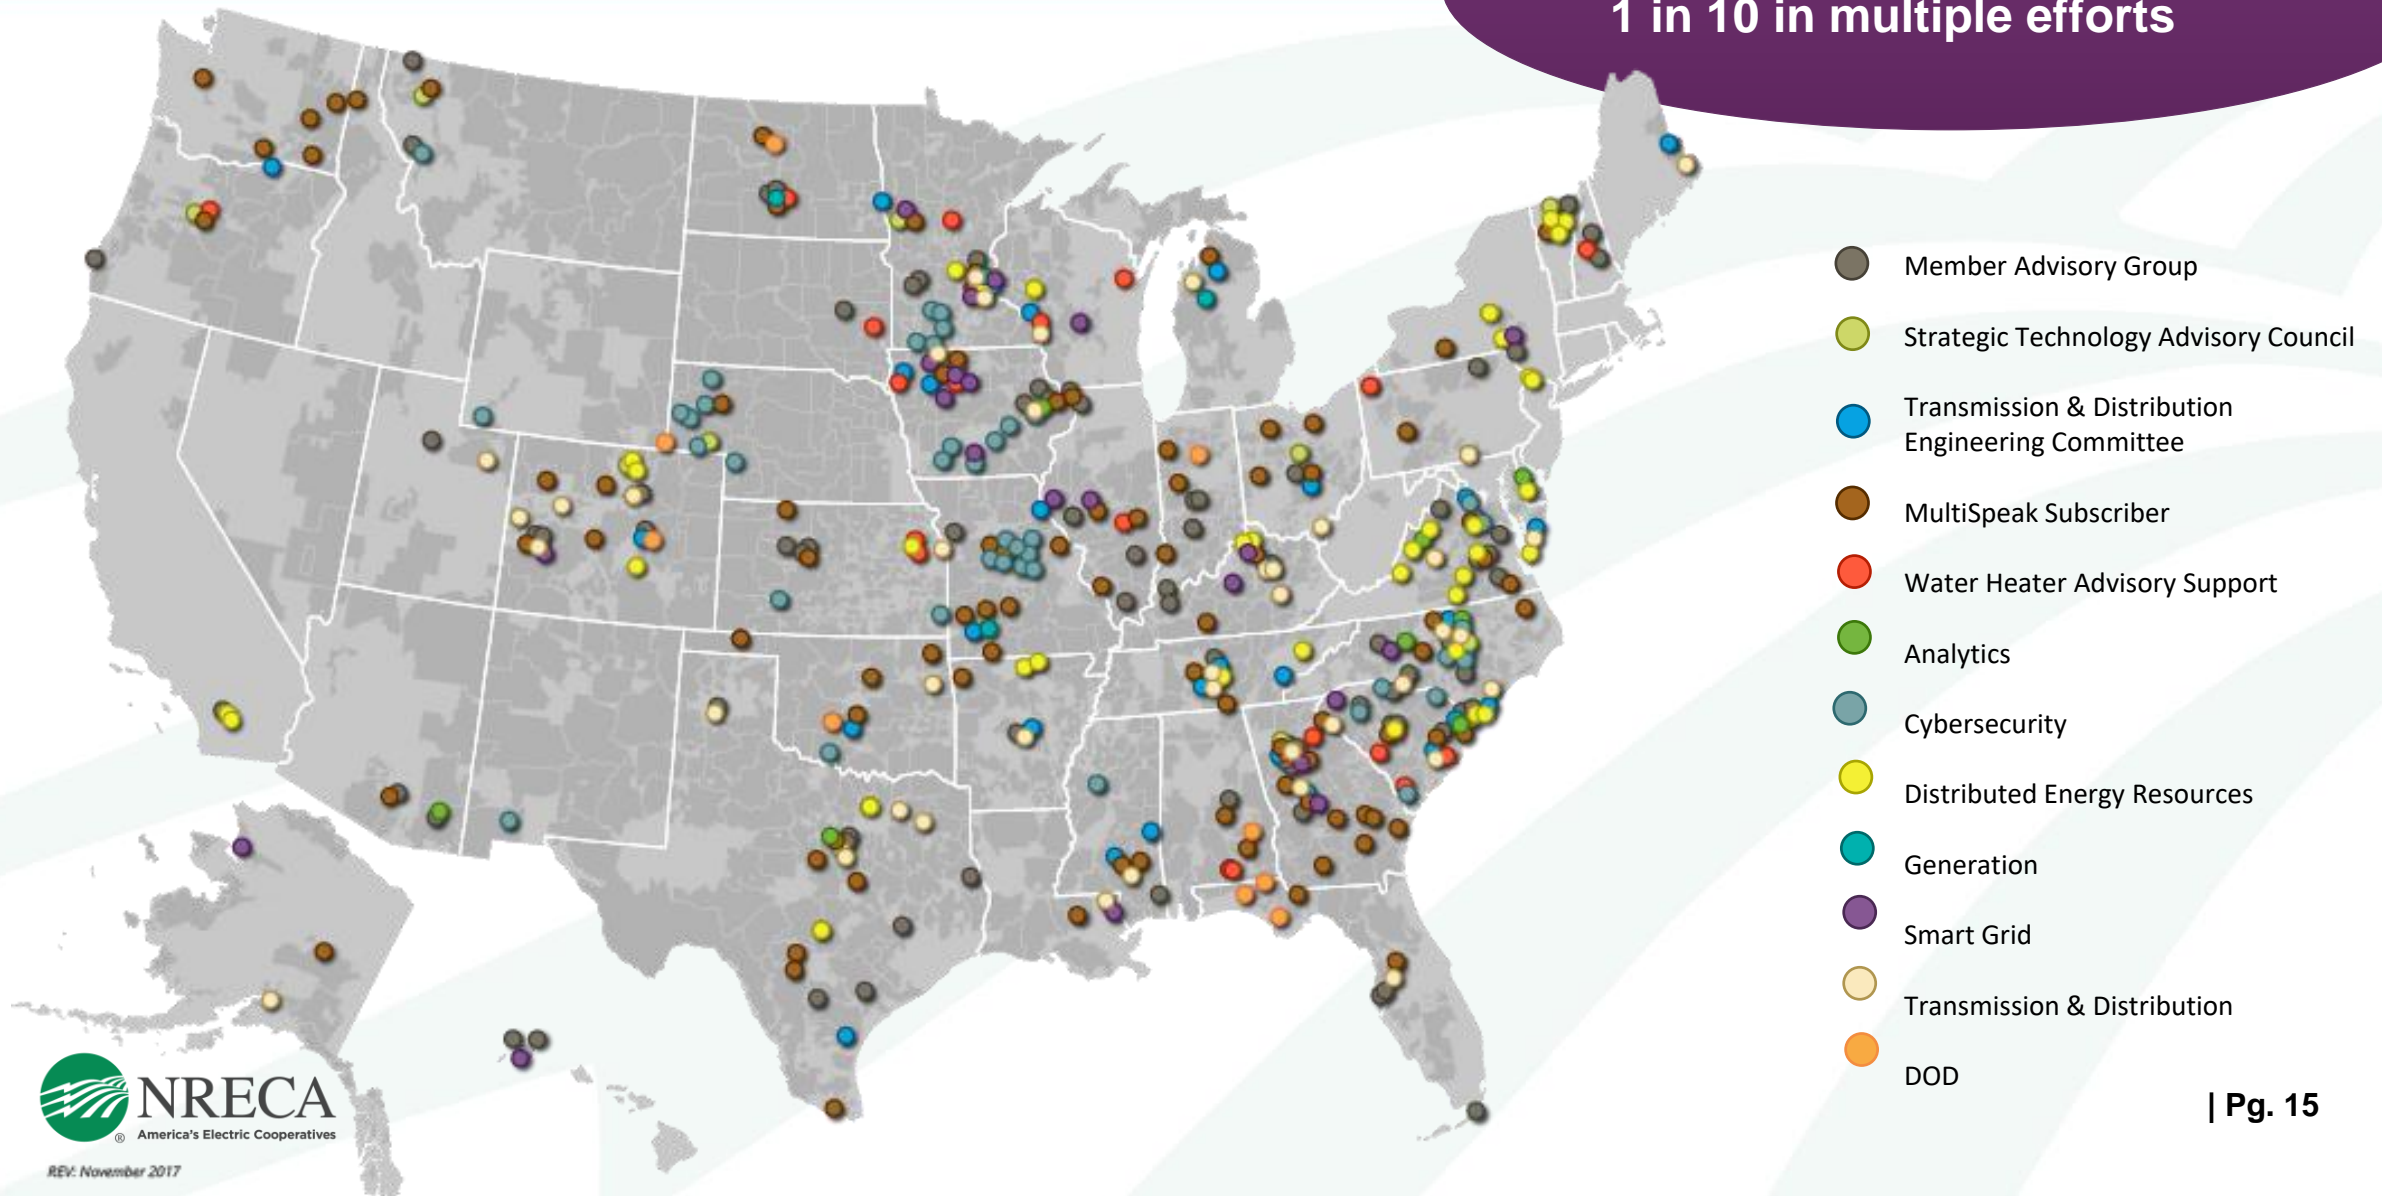 1 in 10 in multiple efforts
Member Advisory Group
Strategic Technology Advisory Council
Transmission & Distribution
Engineering Committee
MultiSpeak Subscriber
Water Heater Advisory Support
Analytics
Cybersecurity
Distributed Energy Resources
Generation
Smart Grid
Transmission & Distribution
DOD
| Pg. 15
NRECA
®
America's Electric Cooperatives
REV: November 2017